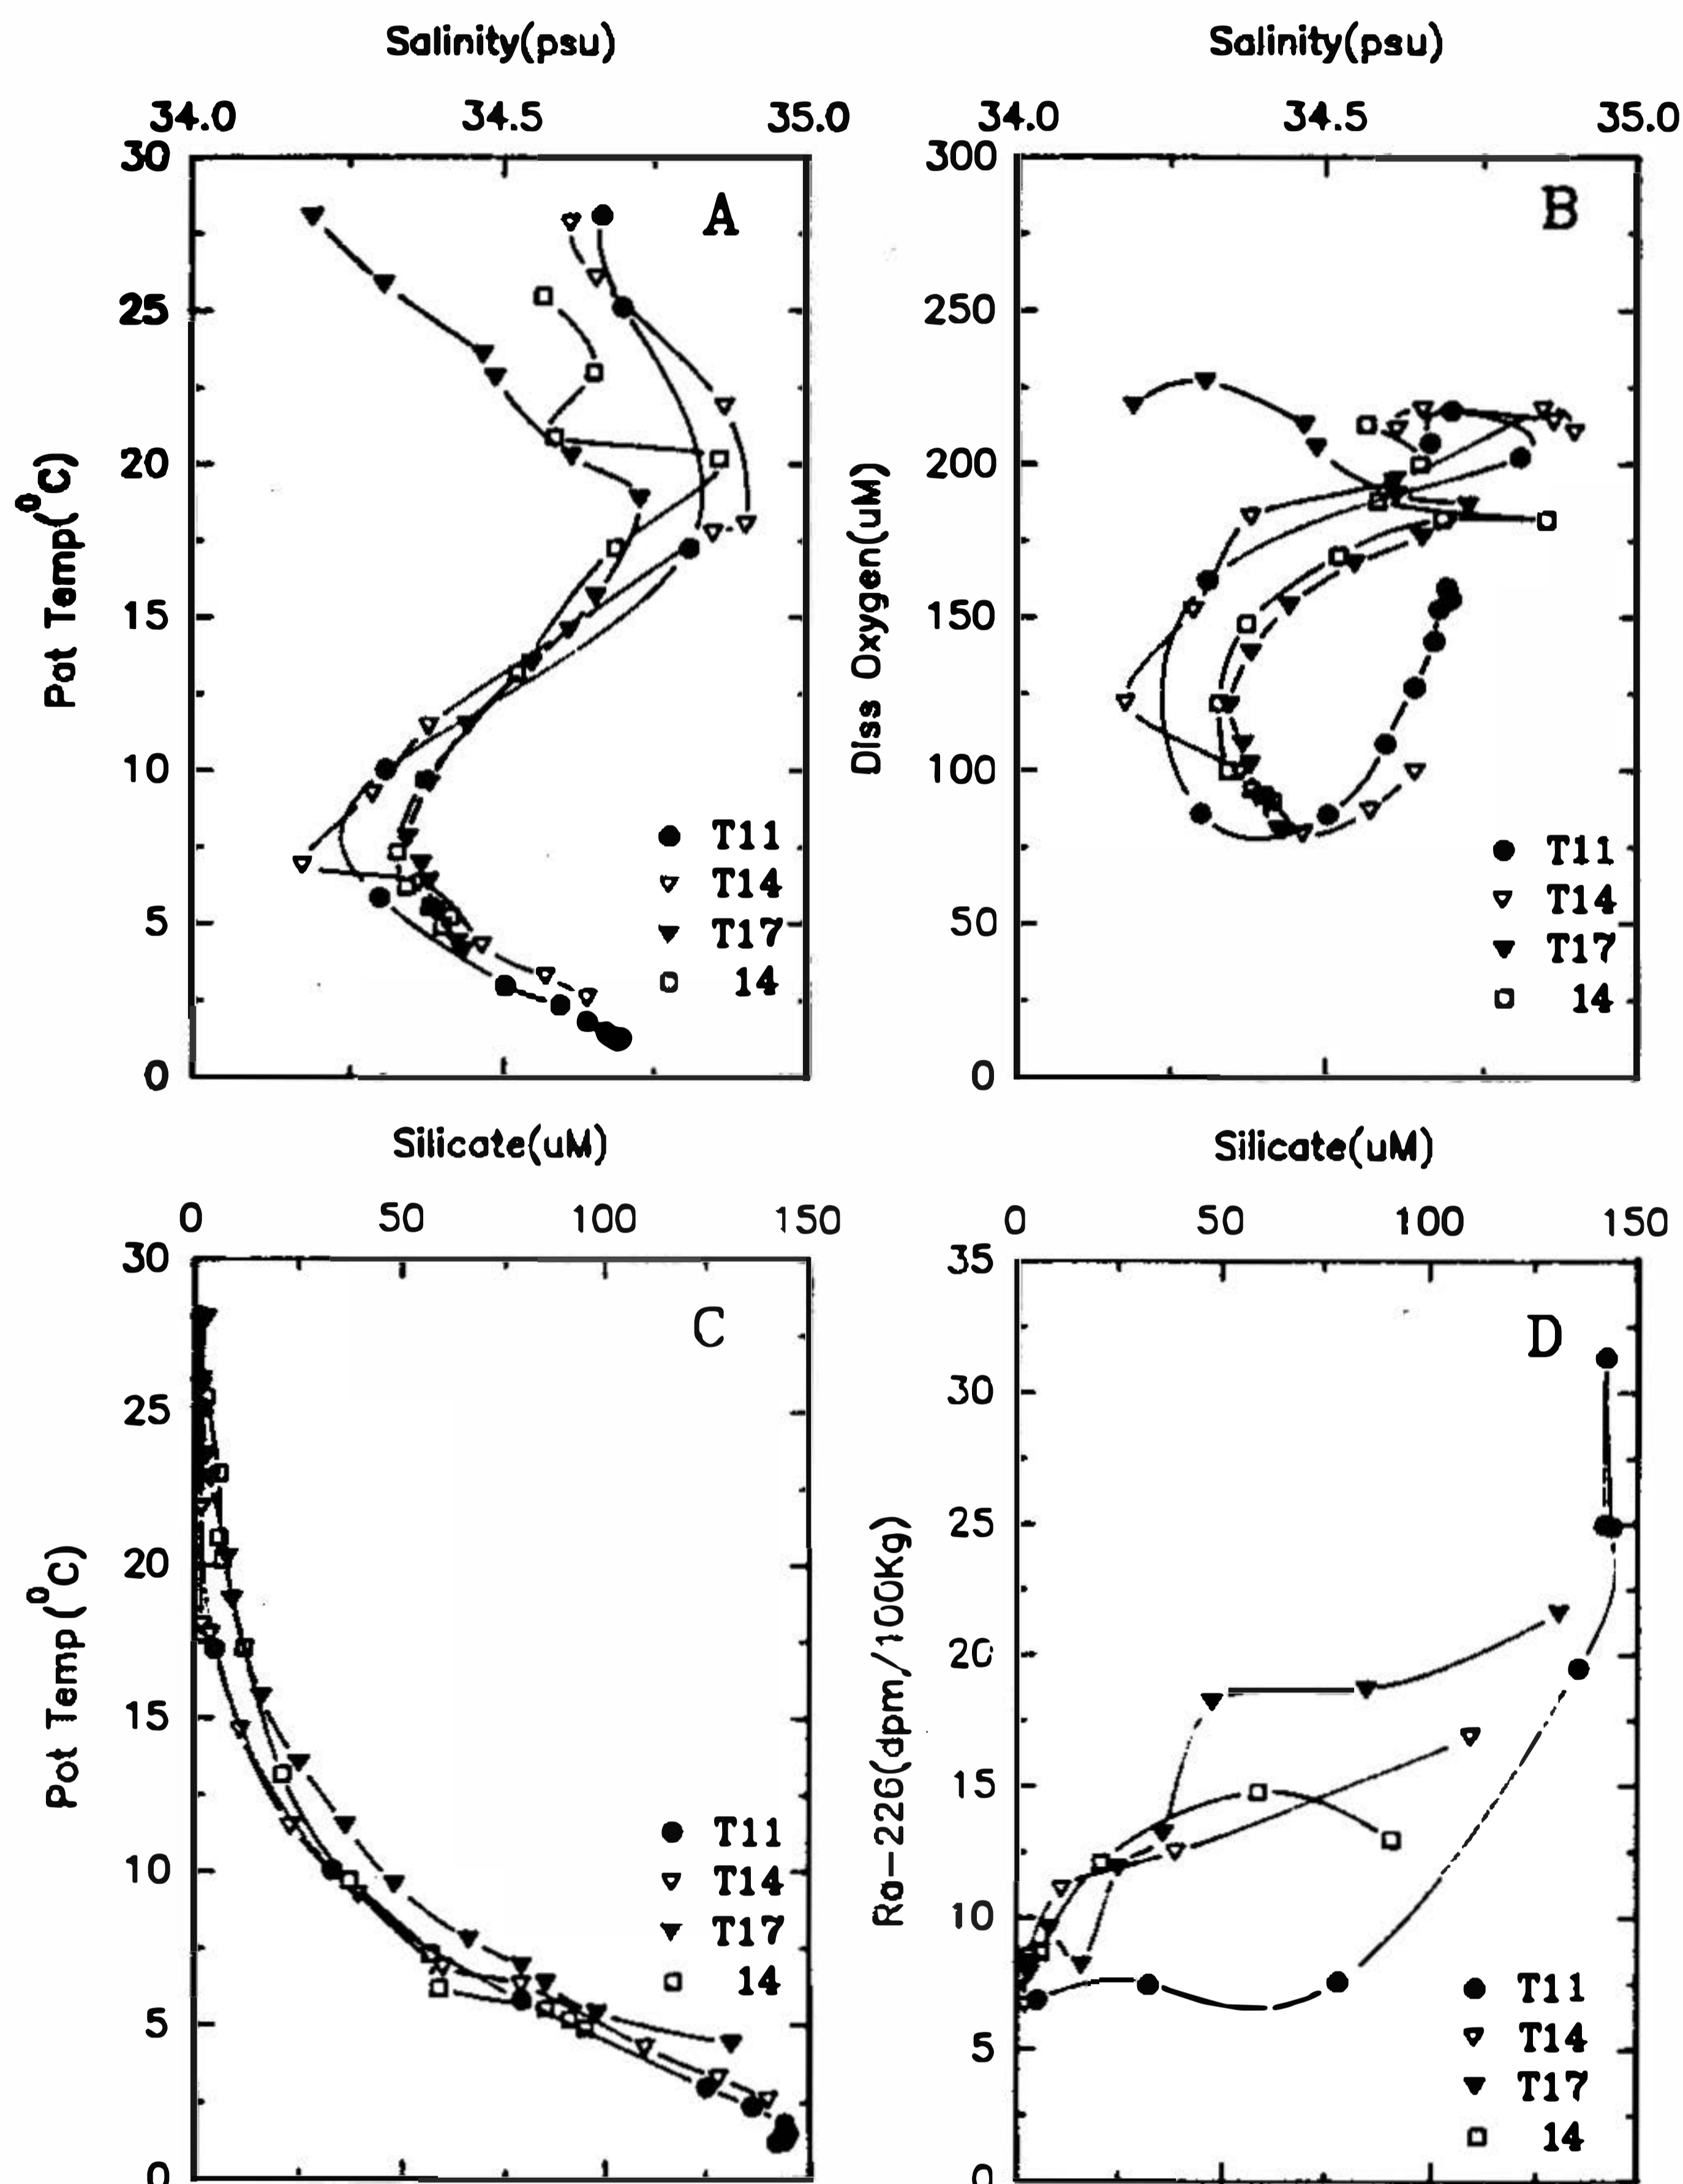 Salinity(psu) Salinity(psu)
34.0 34.5 35.0 34.0 34.5 35.0
30 300
A B
25 250
20 200
Pot Temp(⁰C) Diss Oxygen(uM)
15 150
10 100
T11 T11
T14 T14
5 50
T17 T17
14 14
0 0
Silicate(uM) Silicate(uM)
0 50 100 150 0 50 100 150
30 35
C D
30
25
25
20
20
Pot Temp(⁰C) Ra-226(dpm/100Kg)
15
15
10
10
T11 T11
T14 T14
T17 T17
14 14
5 5
0 0